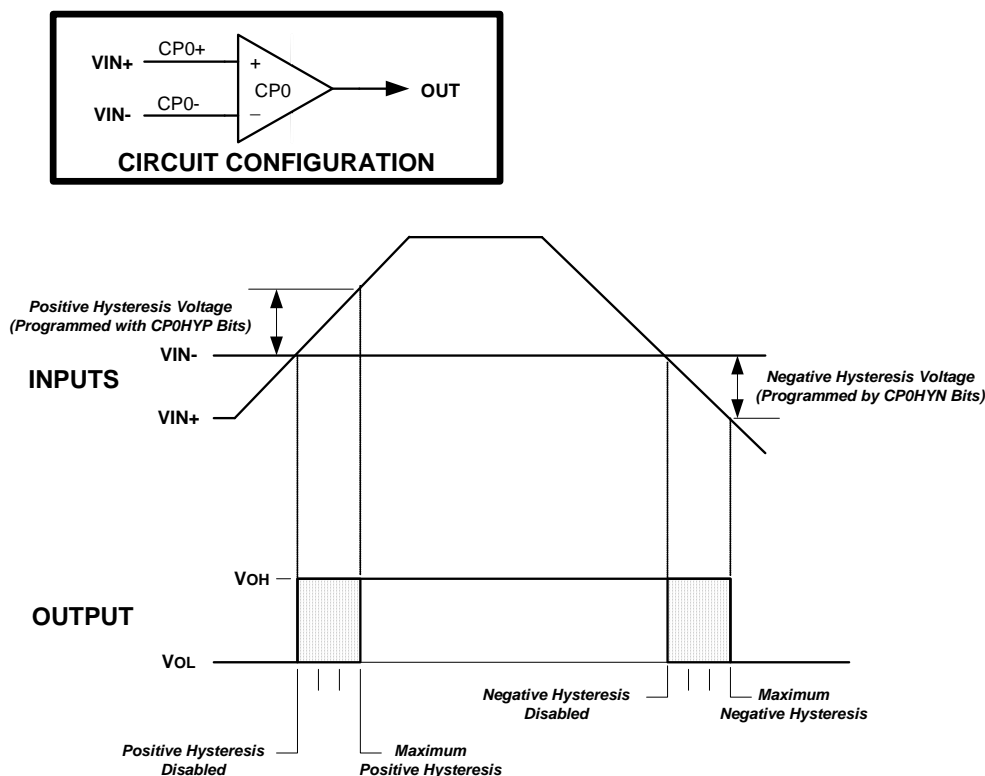 CP0+
VIN+
+
CP0
OUT
CP0-
VIN-
−
CIRCUIT CONFIGURATION
Positive Hysteresis Voltage
(Programmed with CP0HYP Bits)
VIN-
INPUTS
Negative Hysteresis Voltage
(Programmed by CP0HYN Bits)
VIN+
VOH
OUTPUT
VOL
Negative Hysteresis
Disabled
Maximum
Negative Hysteresis
Positive Hysteresis
Disabled
Maximum
Positive Hysteresis